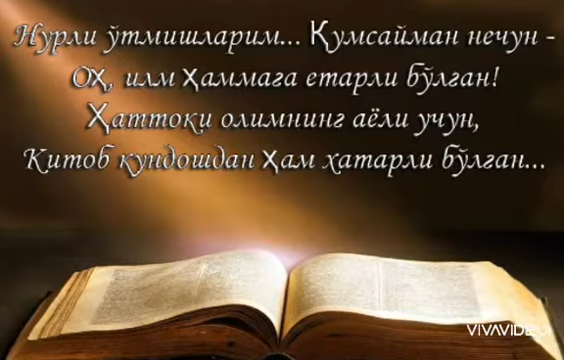 Нурли ўтмишларим... Қумсайман нечун -
Оҳ, илм ҳаммага етарли бўлган!
Ҳаттоки олимнинг аёли учун,
Китоб кундошдан ҳам хатарли бўлган...
VIVAVIDEO